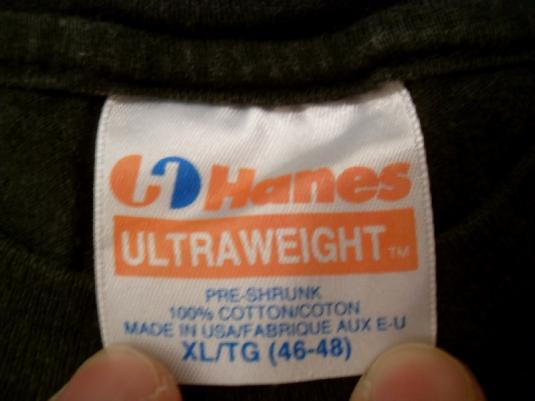 Hanes
ULTRAWEIGHT™
PRE-SHRUNK
100% COTTON/COTON
MADE IN USA/FABRIQUE AUX E-U
XL/TG (46-48)